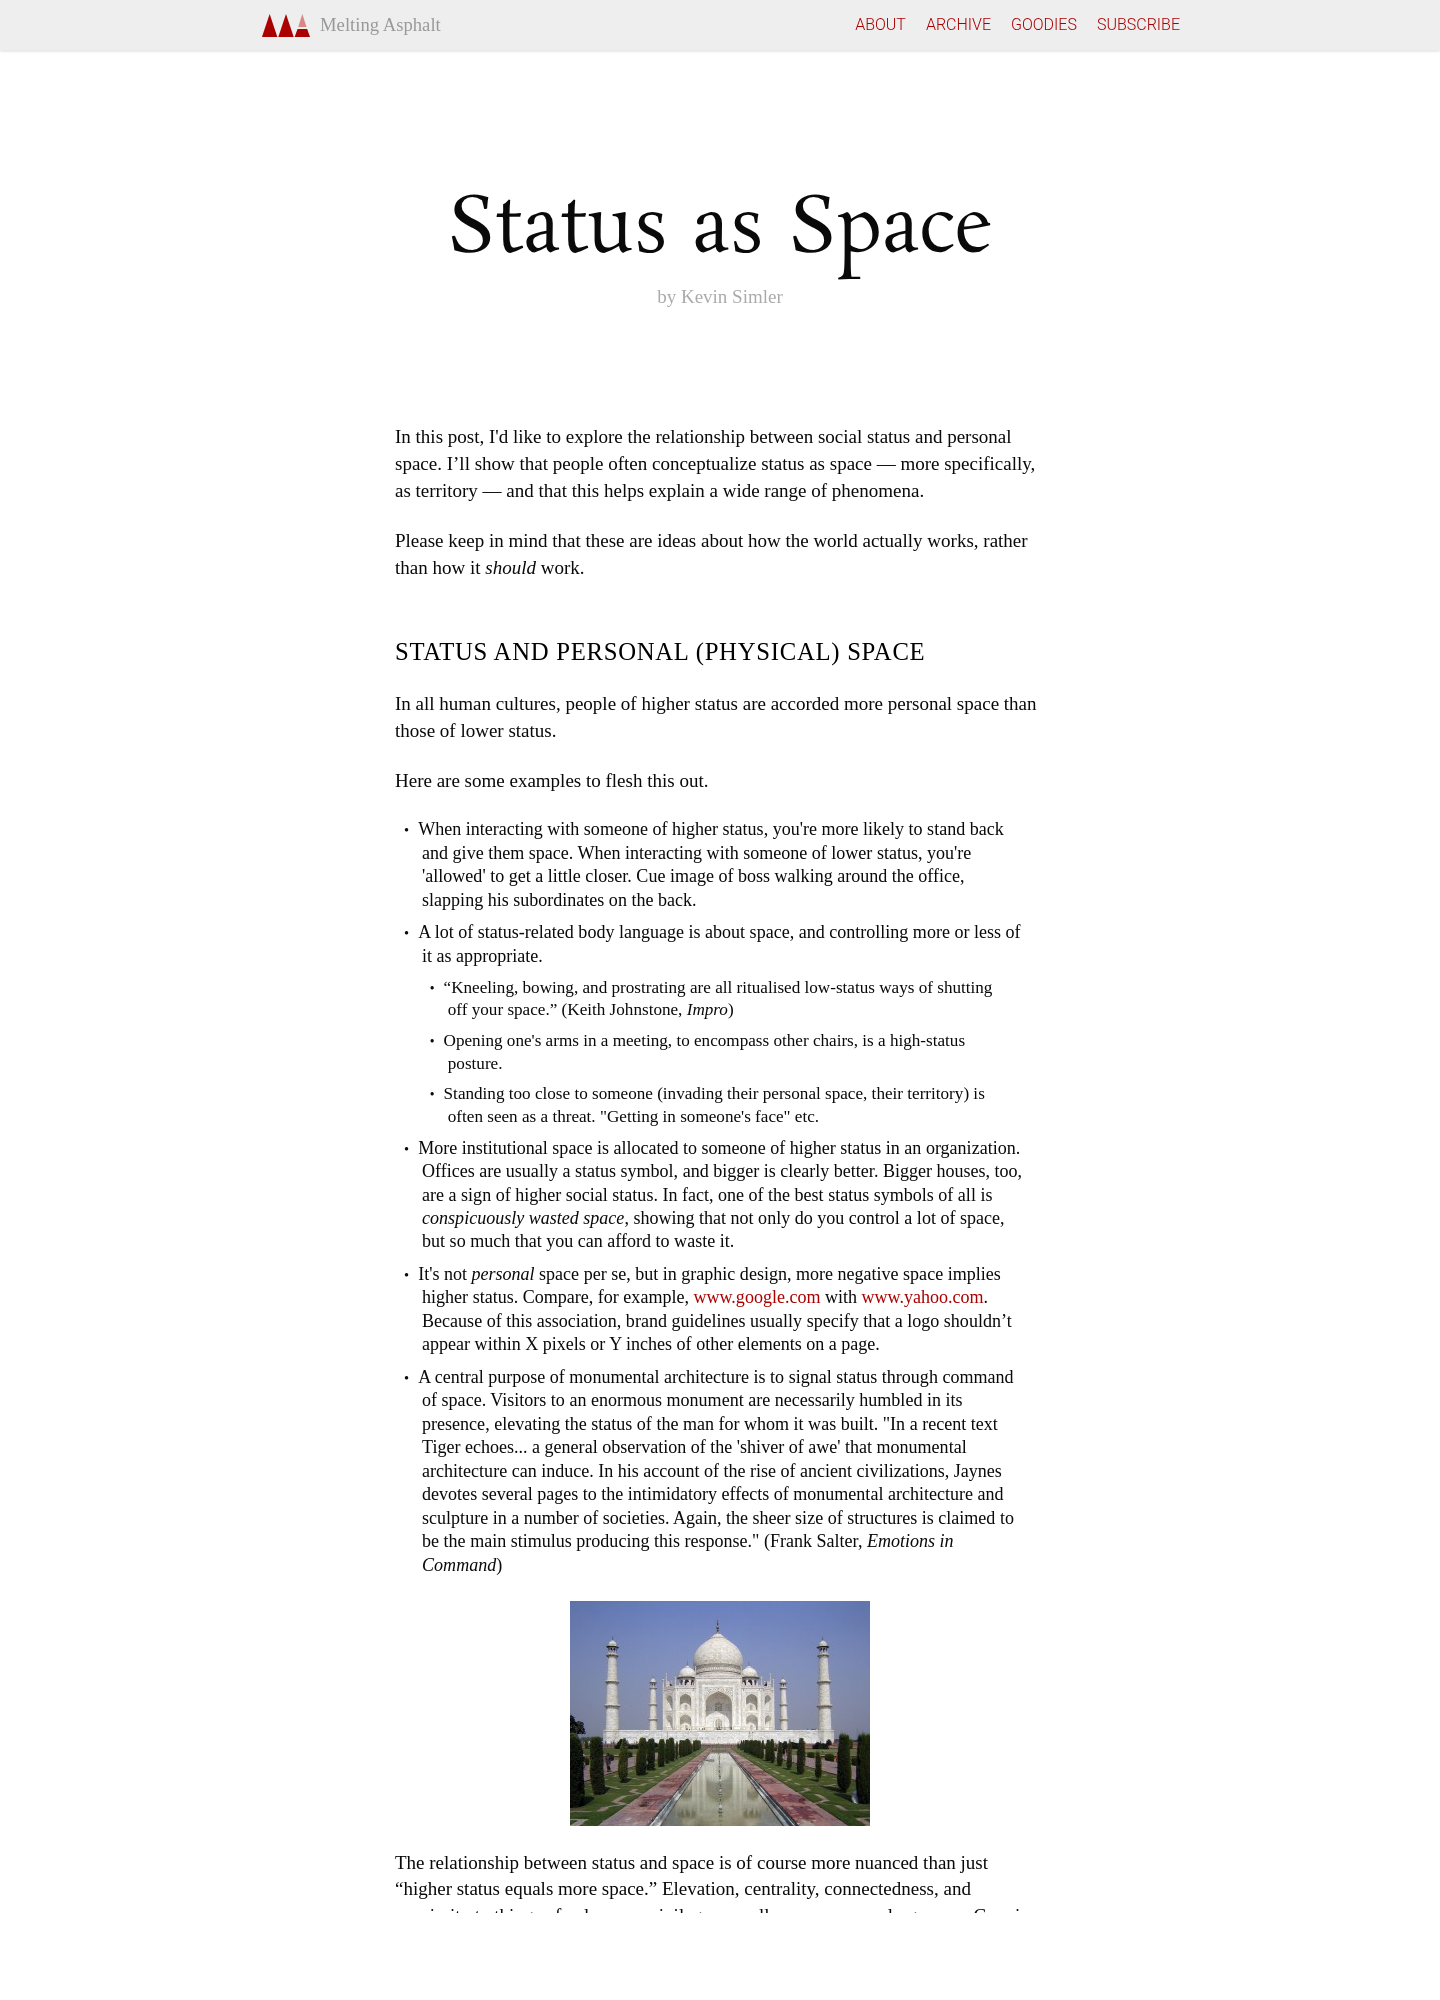 Melting Asphalt
ABOUT ARCHIVE GOODIES SUBSCRIBE
Status as Space
by Kevin Simler
In this post, I'd like to explore the relationship between social status and personal
space. I’ll show that people often conceptualize status as space — more specifically,
as territory — and that this helps explain a wide range of phenomena.
Please keep in mind that these are ideas about how the world actually works, rather
than how it should work.
STATUS AND PERSONAL (PHYSICAL) SPACE
In all human cultures, people of higher status are accorded more personal space than
those of lower status.
Here are some examples to flesh this out.
• When interacting with someone of higher status, you're more likely to stand back
and give them space. When interacting with someone of lower status, you're
'allowed' to get a little closer. Cue image of boss walking around the office,
slapping his subordinates on the back.
• A lot of status-related body language is about space, and controlling more or less of
it as appropriate.
• “Kneeling, bowing, and prostrating are all ritualised low-status ways of shutting
off your space.” (Keith Johnstone, Impro)
• Opening one's arms in a meeting, to encompass other chairs, is a high-status
posture.
• Standing too close to someone (invading their personal space, their territory) is
often seen as a threat. "Getting in someone's face" etc.
• More institutional space is allocated to someone of higher status in an organization.
Offices are usually a status symbol, and bigger is clearly better. Bigger houses, too,
are a sign of higher social status. In fact, one of the best status symbols of all is
conspicuously wasted space, showing that not only do you control a lot of space,
but so much that you can afford to waste it.
• It's not personal space per se, but in graphic design, more negative space implies
higher status. Compare, for example, www.google.com with www.yahoo.com.
Because of this association, brand guidelines usually specify that a logo shouldn’t
appear within X pixels or Y inches of other elements on a page.
• A central purpose of monumental architecture is to signal status through command
of space. Visitors to an enormous monument are necessarily humbled in its
presence, elevating the status of the man for whom it was built. "In a recent text
Tiger echoes... a general observation of the 'shiver of awe' that monumental
architecture can induce. In his account of the rise of ancient civilizations, Jaynes
devotes several pages to the intimidatory effects of monumental architecture and
sculpture in a number of societies. Again, the sheer size of structures is claimed to
be the main stimulus producing this response." (Frank Salter, Emotions in
Command)
The relationship between status and space is of course more nuanced than just
“higher status equals more space.” Elevation, centrality, connectedness, and